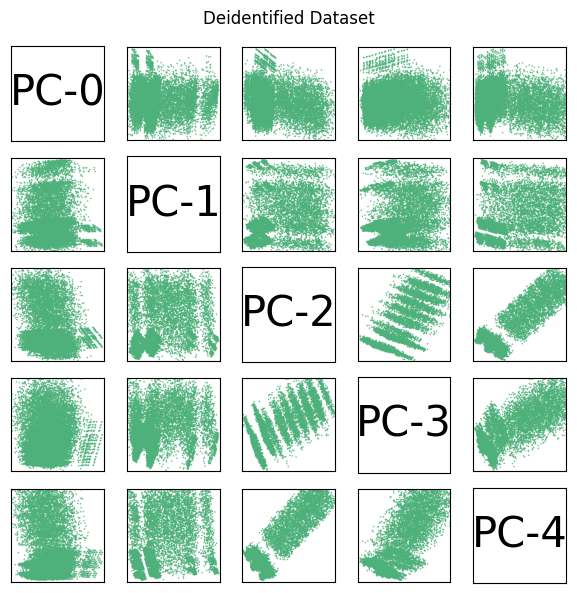 Deidentified Dataset
PC-0
PC-1
PC-2
PC-3
PC-4